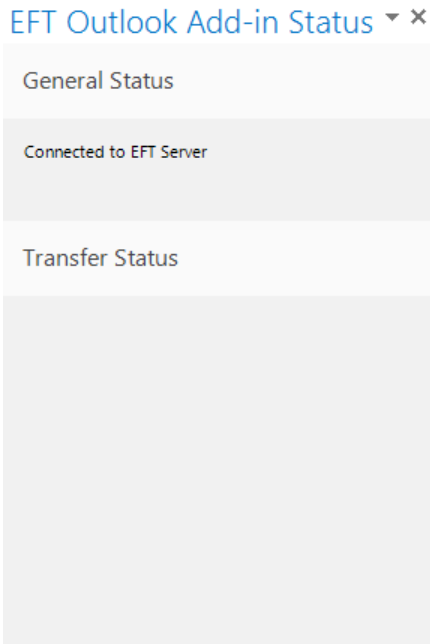 EFT Outlook Add-in Status
General Status
Connected to EFT Server
Transfer Status